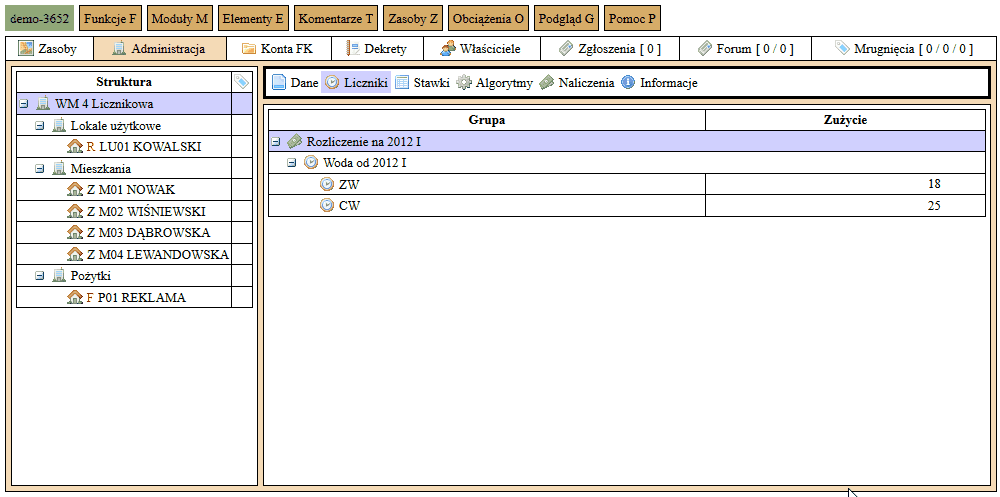 demo-3652 Funkcje F Moduły M Elementy E Komentarze T Zasoby Z Obciążenia O Podgląd G Pomoc P
Zasoby Administracja Konta FK Dekrety Właściciele Zgłoszenia [ 0 ] Forum [ 0 / 0 ] Mrugnięcia [ 0 / 0 / 0 ]
Struktura
WM 4 Licznikowa
Lokale użytkowe
R LU01 KOWALSKI
Mieszkania
Z M01 NOWAK
Z M02 WIŚNIEWSKI
Z M03 DĄBROWSKA
Z M04 LEWANDOWSKA
Pożytki
F P01 REKLAMA
Dane Liczniki Stawki Algorytmy Naliczenia Informacje
Grupa Zużycie
Rozliczenie na 2012 I
Woda od 2012 I
ZW 18
CW 25